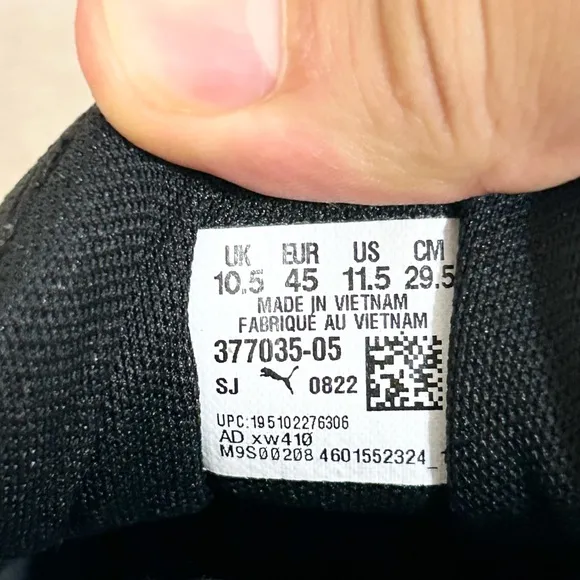 UK EUR US CM
10.5 45 11.5 29.5
MADE IN VIETNAM
FABRIQUÉ AU VIETNAM
377035-05
SJ 0822
UPC:195102276306
AD xw410
M9S00208 4601552324_1